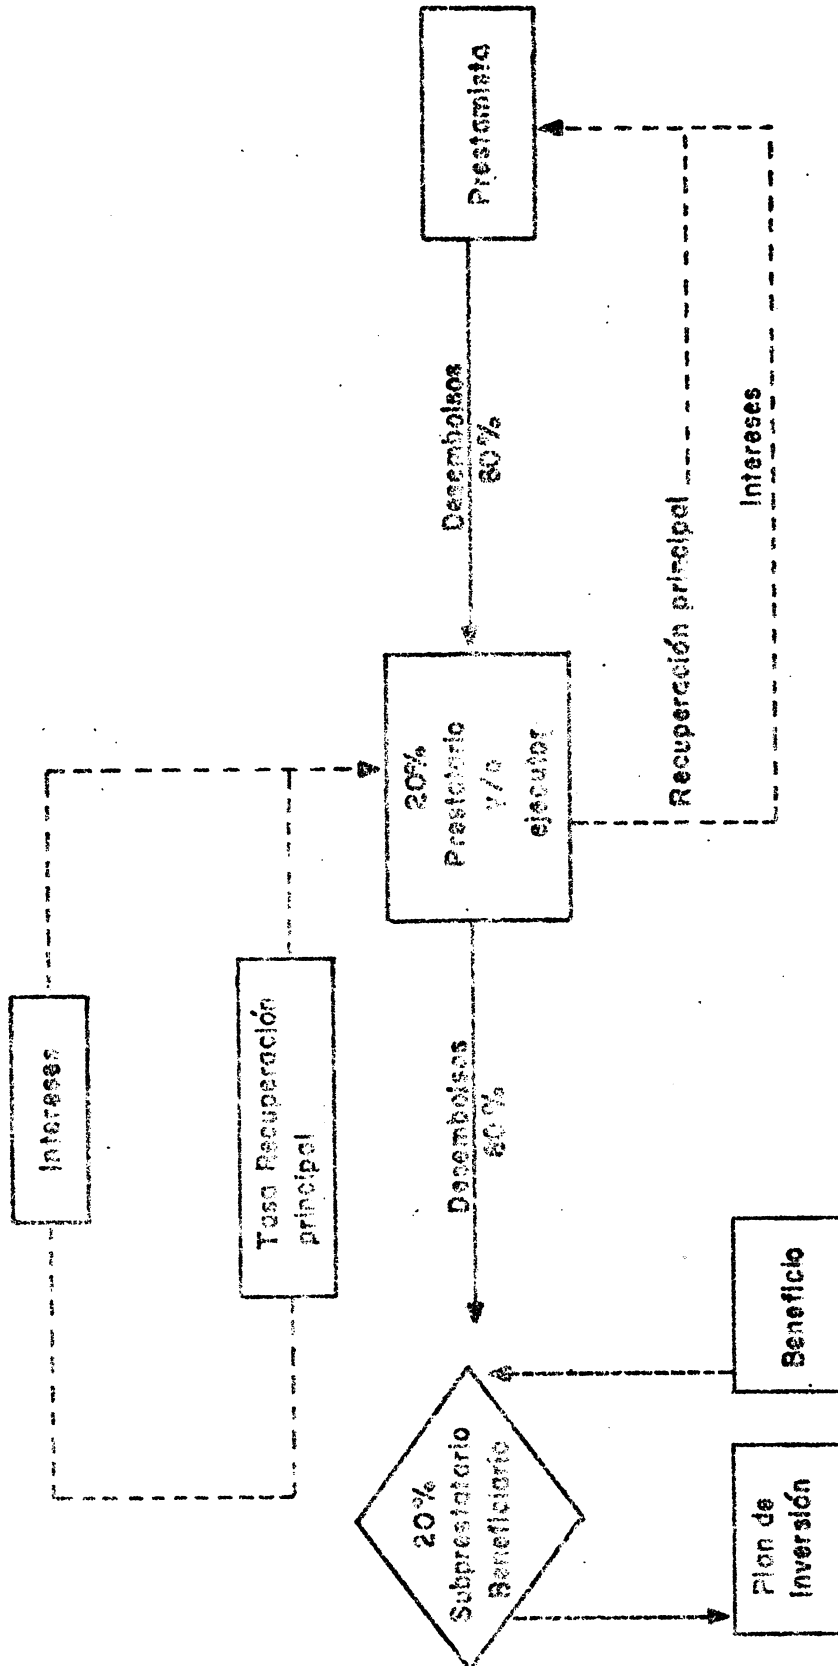 Intereses
Tasa Recuperación
principal
20%
Subprestatario
Beneficiario
Desembolsos
80%
20%
Prestatario
y/o
ejecutor
Desembolsos
80%
Prestamista
Plan de
Inversión
Beneficio
Recuperación principal
Intereses